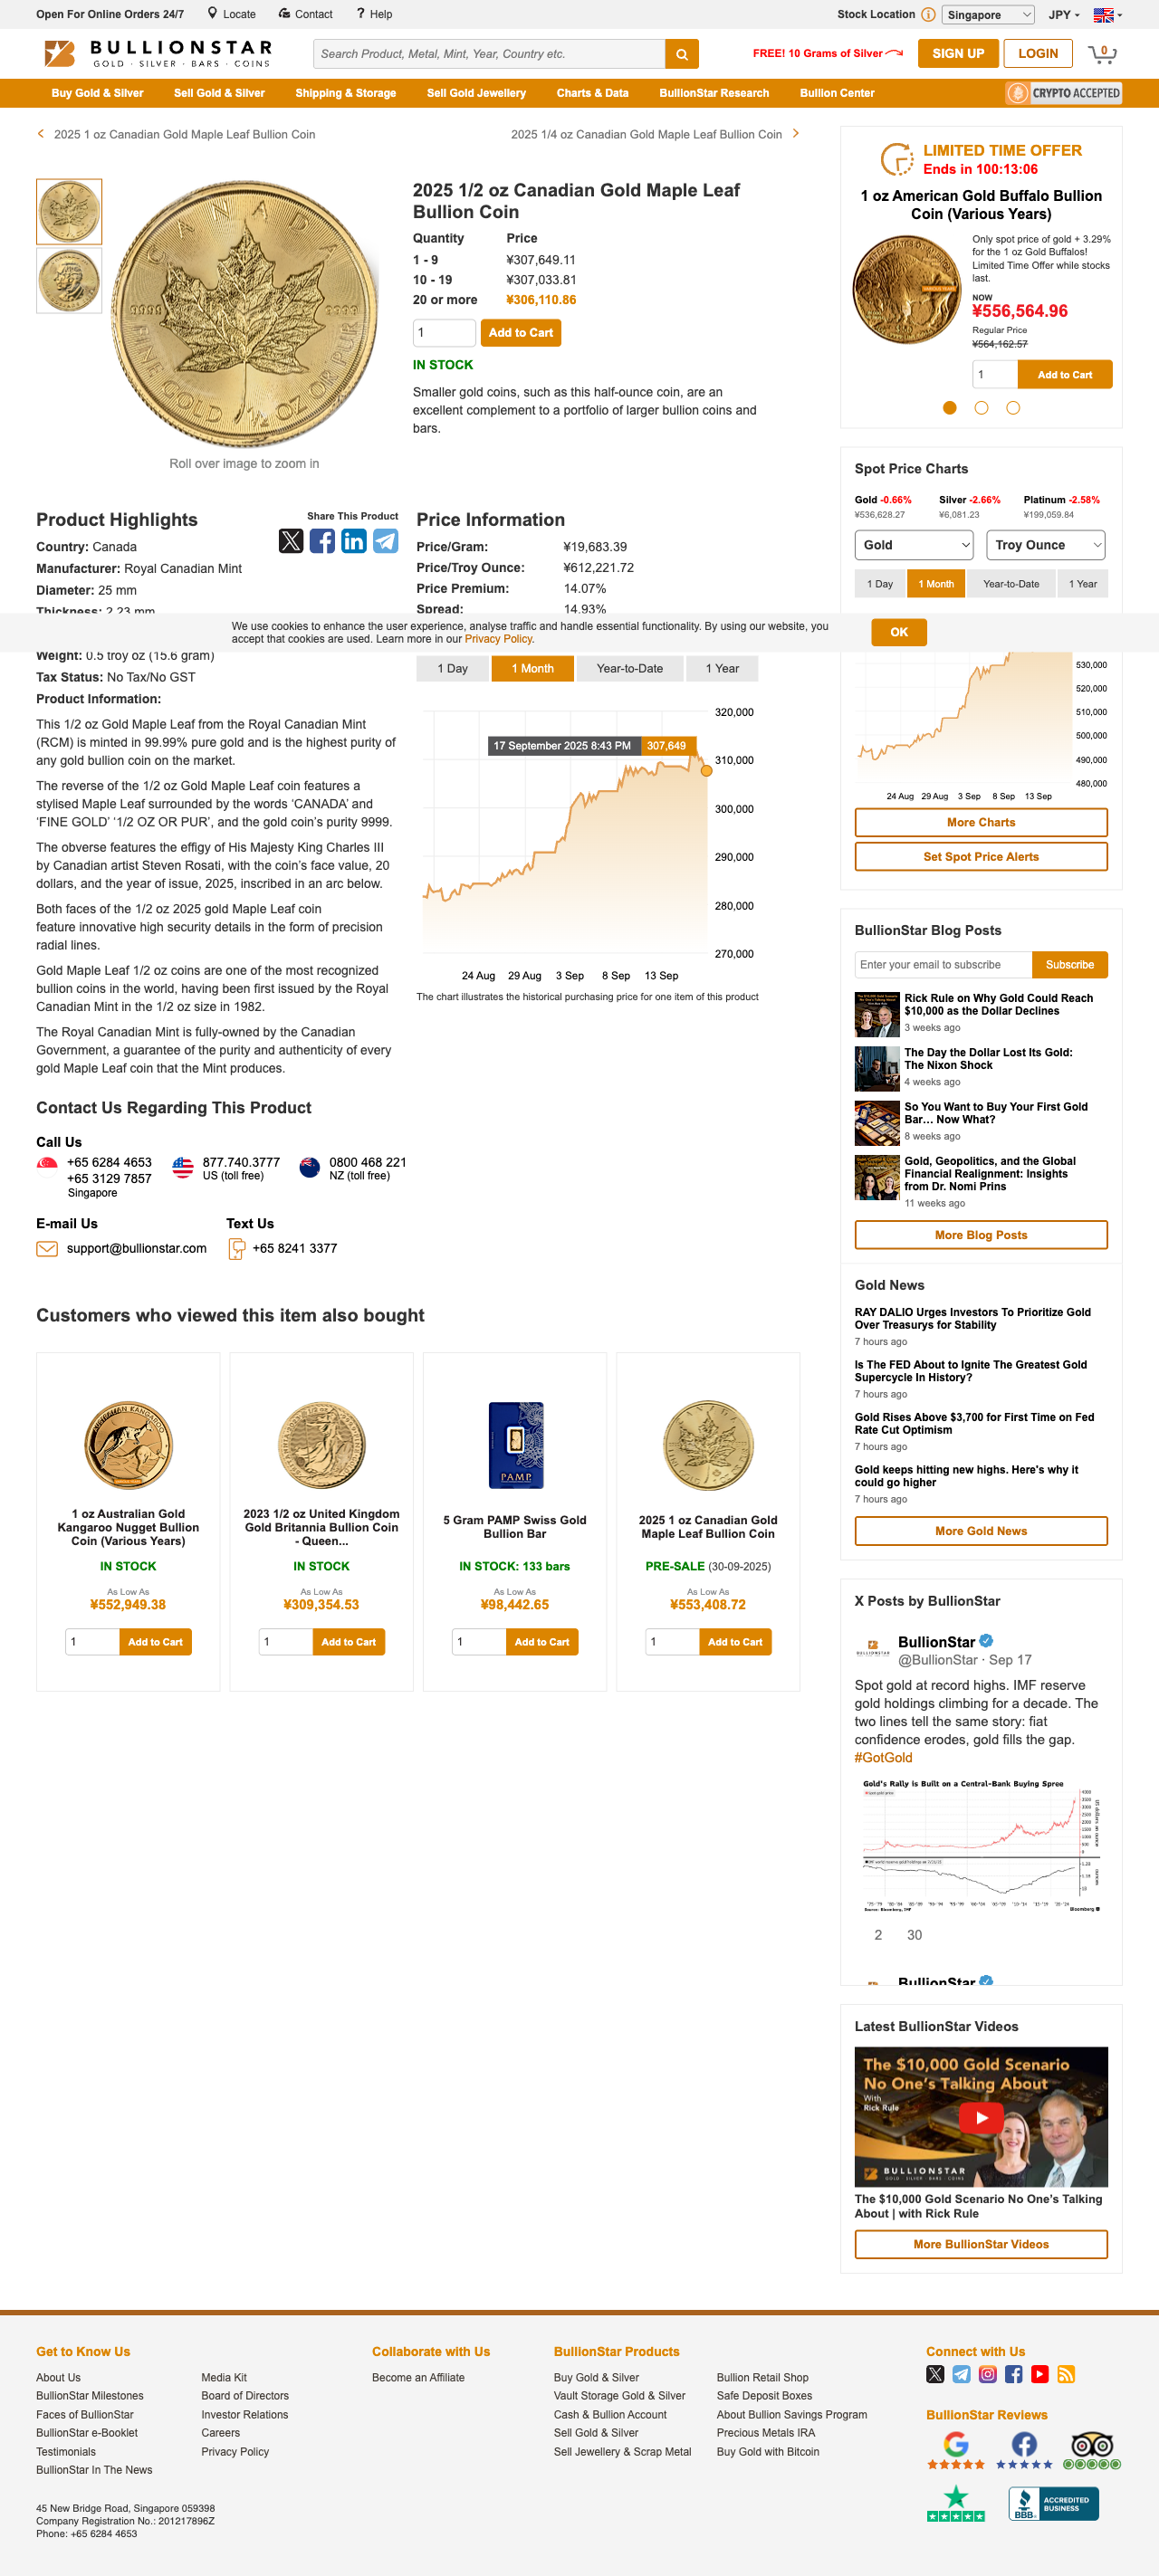 Open For Online Orders 24/7
Locate
Contact
? Help
Stock Location
Singapore
JPY
BULLIONSTAR
GOLD · SILVER · BARS · COINS
Search Product, Metal, Mint, Year, Country etc.
FREE! 10 Grams of Silver
SIGN UP
LOGIN
0
Buy Gold & Silver
Sell Gold & Silver
Shipping & Storage
Sell Gold Jewellery
Charts & Data
BullionStar Research
Bullion Center
CRYPTO ACCEPTED
2025 1 oz Canadian Gold Maple Leaf Bullion Coin
2025 1/4 oz Canadian Gold Maple Leaf Bullion Coin
CANADA
9999 9999
FINE GOLD 1/2 OZ OR PUR
Roll over image to zoom in
2025 1/2 oz Canadian Gold Maple Leaf
Bullion Coin
Quantity Price
1 - 9 ¥307,649.11
10 - 19 ¥307,033.81
20 or more ¥306,110.86
1
Add to Cart
IN STOCK
Smaller gold coins, such as this half-ounce coin, are an
excellent complement to a portfolio of larger bullion coins and
bars.
Product Highlights
Share This Product
Country: Canada
Manufacturer: Royal Canadian Mint
Diameter: 25 mm
Thickness: 2.23 mm
Weight: 0.5 troy oz (15.6 gram)
Tax Status: No Tax/No GST
Product Information:
This 1/2 oz Gold Maple Leaf from the Royal Canadian Mint
(RCM) is minted in 99.99% pure gold and is the highest purity of
any gold bullion coin on the market.
The reverse of the 1/2 oz Maple Leaf coin features a
stylised Maple Leaf surrounded by the words ‘CANADA’ and
‘FINE GOLD’ ‘1/2 OZ OR PUR’, and the gold coin’s purity 9999.
The obverse features the effigy of His Majesty King Charles III
by Canadian artist Steven Rosati, with the coin’s face value, 20
dollars, and the year of issue, 2025, inscribed in an arc below.
Both faces of the 1/2 oz 2025 gold Maple Leaf coin
feature innovative high security details in the form of precision
radial lines.
Gold Maple Leaf 1/2 oz coins are one of the most recognized
bullion coins in the world, having been first issued by the Royal
Canadian Mint in the 1/2 oz size in 1982.
The Royal Canadian Mint is fully-owned by the Canadian
Government, a guarantee of the purity and authenticity of every
gold Maple Leaf coin that the Mint produces.
Price Information
Price/Gram: ¥19,683.39
Price/Troy Ounce: ¥612,221.72
Price Premium: 14.07%
Spread: 14.93%
We use cookies to enhance the user experience, analyse traffic and handle essential functionality. By using our website, you
accept that cookies are used. Learn more in our Privacy Policy.
OK
1 Day
1 Month
Year-to-Date
1 Year
17 September 2025 8:43 PM 307,649
320,000
310,000
300,000
290,000
280,000
270,000
24 Aug 29 Aug 3 Sep 8 Sep 13 Sep
The chart illustrates the historical purchasing price for one item of this product
Contact Us Regarding This Product
Call Us
+65 6284 4653
+65 3129 7857
Singapore
877.740.3777
US (toll free)
0800 468 221
NZ (toll free)
E-mail Us
support@bullionstar.com
Text Us
+65 8241 3377
Customers who viewed this item also bought
1 oz Australian Gold
Kangaroo Nugget Bullion
Coin (Various Years)
IN STOCK
As Low As
¥552,949.38
1
Add to Cart
2023 1/2 oz United Kingdom
Gold Britannia Bullion Coin
- Queen...
IN STOCK
As Low As
¥309,354.53
1
Add to Cart
PAMP
5 Gram PAMP Swiss Gold
Bullion Bar
IN STOCK: 133 bars
As Low As
¥98,442.65
1
Add to Cart
2025 1 oz Canadian Gold
Maple Leaf Bullion Coin
PRE-SALE (30-09-2025)
As Low As
¥553,408.72
1
Add to Cart
LIMITED TIME OFFER
Ends in 100:13:06
1 oz American Gold Buffalo Bullion
Coin (Various Years)
Only spot price of gold + 3.29%
for the 1 oz Gold Buffalos!
Limited Time Offer while stocks
last.
NOW
¥556,564.96
Regular Price
¥564,162.57
1
Add to Cart
Spot Price Charts
Gold -0.66%
¥536,628.27
Silver -2.66%
¥6,081.23
Platinum -2.58%
¥199,059.84
Gold
Troy Ounce
1 Day
1 Month
Year-to-Date
1 Year
530,000
520,000
510,000
500,000
490,000
480,000
24 Aug 29 Aug 3 Sep 8 Sep 13 Sep
More Charts
Set Spot Price Alerts
BullionStar Blog Posts
Enter your email to subscribe
Subscribe
Rick Rule on Why Gold Could Reach
$10,000 as the Dollar Declines
3 weeks ago
The Day the Dollar Lost Its Gold:
The Nixon Shock
4 weeks ago
So You Want to Buy Your First Gold
Bar… Now What?
8 weeks ago
Gold, Geopolitics, and the Global
Financial Realignment: Insights
from Dr. Nomi Prins
11 weeks ago
More Blog Posts
Gold News
RAY DALIO Urges Investors To Prioritize Gold
Over Treasurys for Stability
7 hours ago
Is The FED About to Ignite The Greatest Gold
Supercycle In History?
7 hours ago
Gold Rises Above $3,700 for First Time on Fed
Rate Cut Optimism
7 hours ago
Gold keeps hitting new highs. Here's why it
could go higher
7 hours ago
More Gold News
X Posts by BullionStar
BullionStar
@BullionStar · Sep 17
Spot gold at record highs. IMF reserve
gold holdings climbing for a decade. The
two lines tell the same story: fiat
confidence erodes, gold fills the gap.
#GotGold
Gold's Rally is Built on a Central-Bank Buying Spree
2 30
BullionStar
Latest BullionStar Videos
The $10,000 Gold Scenario
No One's Talking About
With
Rick Rule
BULLIONSTAR
GOLD SILVER BARS COINS
The $10,000 Gold Scenario No One's Talking
About | with Rick Rule
More BullionStar Videos
Get to Know Us
About Us
BullionStar Milestones
Faces of BullionStar
BullionStar e-Booklet
Testimonials
BullionStar In The News
Media Kit
Board of Directors
Investor Relations
Careers
Privacy Policy
Collaborate with Us
Become an Affiliate
BullionStar Products
Buy Gold & Silver
Vault Storage Gold & Silver
Cash & Bullion Account
Sell Gold & Silver
Sell Jewellery & Scrap Metal
Bullion Retail Shop
Safe Deposit Boxes
About Bullion Savings Program
Precious Metals IRA
Buy Gold with Bitcoin
Connect with Us
BullionStar Reviews
BBB
ACCREDITED
BUSINESS
45 New Bridge Road, Singapore 059398
Company Registration No.: 201217896Z
Phone: +65 6284 4653